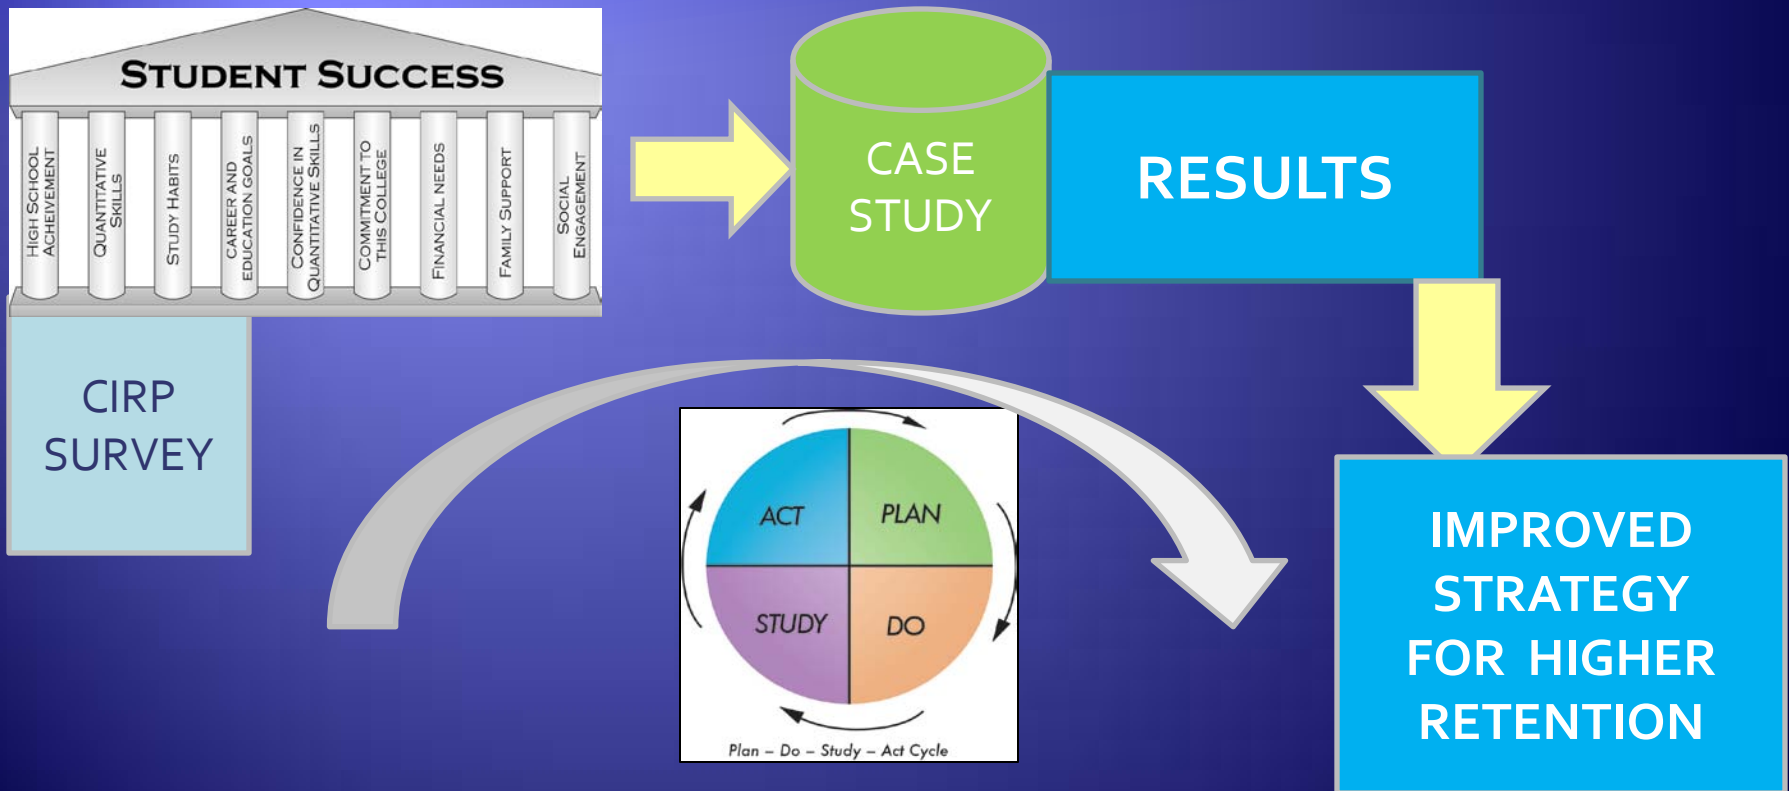 STUDENT SUCCESS
HIGH SCHOOL
ACHEIVEMENT
QUANTITATIVE
SKILLS
STUDY HABITS
CAREER AND
EDUCATION GOALS
CONFIDENCE IN
QUANTITATIVE SKILLS
COMMITMENT TO
THIS COLLEGE
FINANCIAL NEEDS
FAMILY SUPPORT
SOCIAL
ENGAGEMENT
CASE
STUDY
RESULTS
CIRP
SURVEY
ACT
PLAN
STUDY
DO
Plan – Do – Study – Act Cycle
IMPROVED
STRATEGY
FOR HIGHER
RETENTION